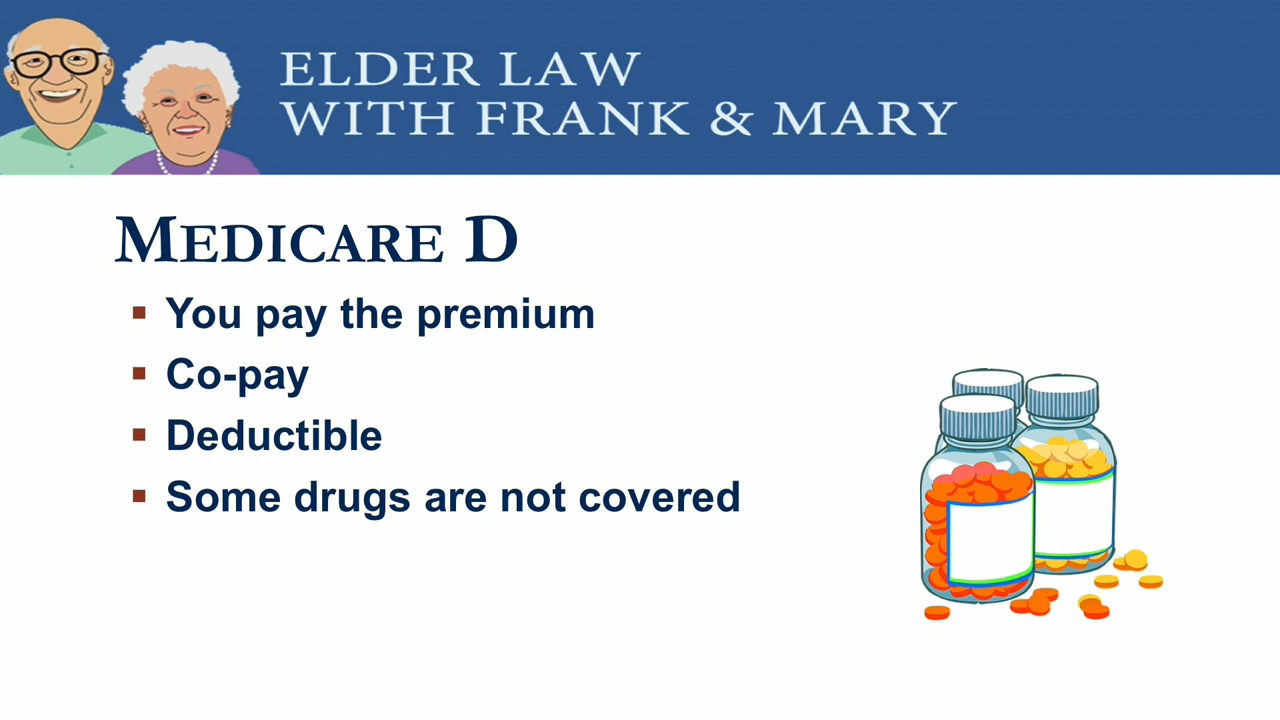 ELDER LAW
WITH FRANK & MARY
MEDICARE D
You pay the premium
Co-pay
Deductible
Some drugs are not covered